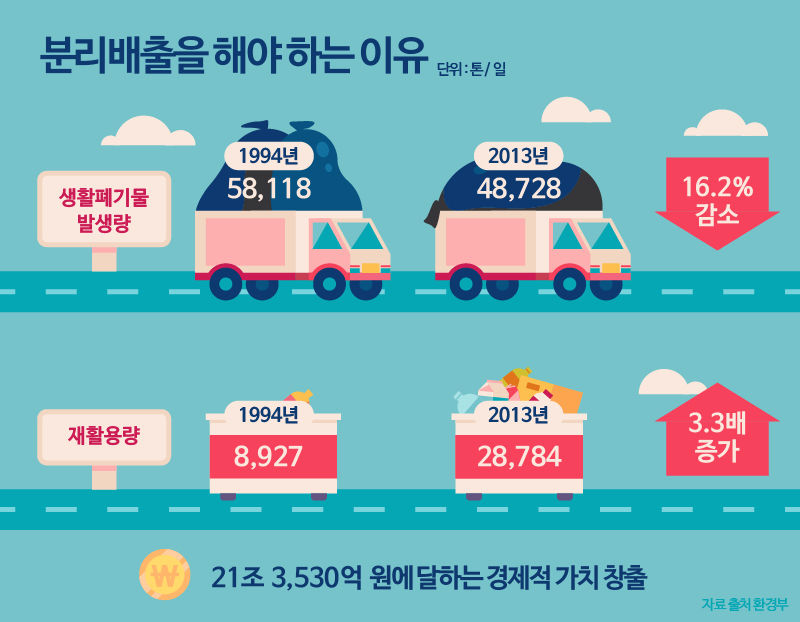 분리배출을 해야 하는 이유 단위 : 톤 / 일
생활폐기물
발생량
1994년
58,118
2013년
48,728
16.2%
감소
재활용량
1994년
8,927
2013년
28,784
3.3배
증가
₩ 21조 3,530억 원에 달하는 경제적 가치 창출
자료 출처 환경부